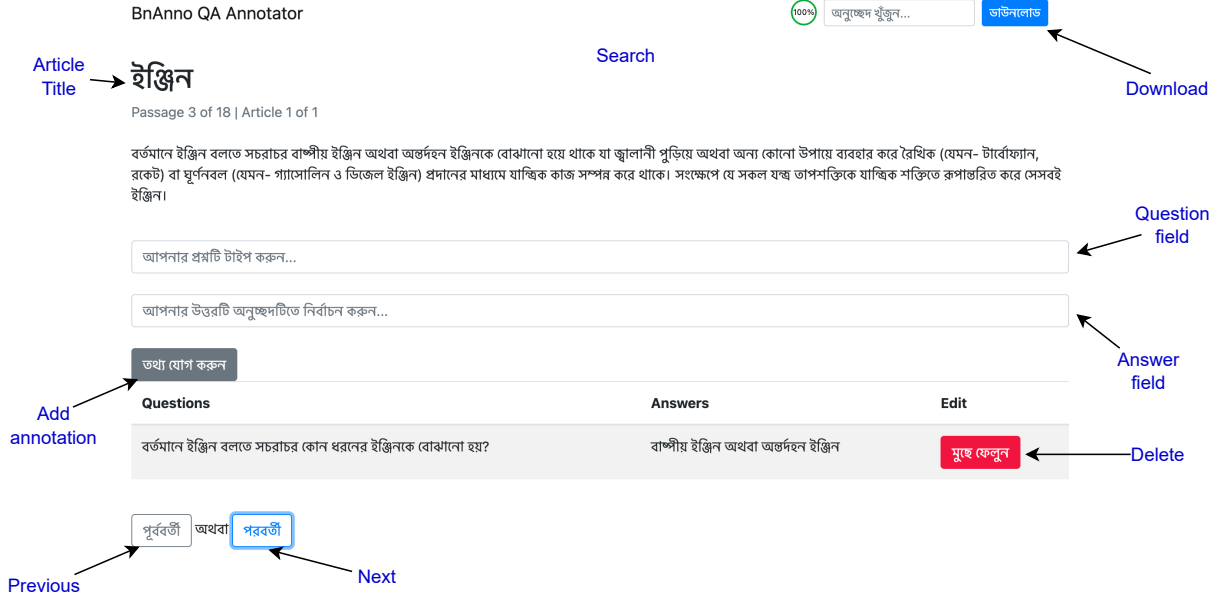 BnAnno QA Annotator
100%
অনুচ্ছেদ খুঁজুন...
ডাউনলোড
Search
Article
Title
ইঞ্জিন
Download
Passage 3 of 18 | Article 1 of 1
বর্তমানে ইঞ্জিন বলতে সচরাচর বাষ্পীয় ইঞ্জিন অথবা অন্তর্দহন ইঞ্জিনকে বোঝানো হয়ে থাকে যা জ্বালানী পুড়িয়ে অথবা অন্য কোনো উপায়ে ব্যবহার করে রৈখিক (যেমন- টার্বোফ্যান,
রকেট) বা ঘূর্ণনবল (যেমন- গ্যাসোলিন ও ডিজেল ইঞ্জিন) প্রদানের মাধ্যমে যান্ত্রিক কাজ সম্পন্ন করে থাকে। সংক্ষেপে যে সকল যন্ত্র তাপশক্তিকে যান্ত্রিক শক্তিতে রূপান্তরিত করে সেসবই
ইঞ্জিন।
Question
field
আপনার প্রশ্নটি টাইপ করুন...
আপনার উত্তরটি অনুচ্ছদটিতে নির্বাচন করুন...
Answer
field
তথ্য যোগ করুন
Add
annotation
Questions Answers Edit
বর্তমানে ইঞ্জিন বলতে সচরাচর কোন ধরনের ইঞ্জিনকে বোঝানো হয়? বাষ্পীয় ইঞ্জিন অথবা অন্তর্দহন ইঞ্জিন মুছে ফেলুন
Delete
পূর্ববর্তী অথবা পরবর্তী
Previous
Next